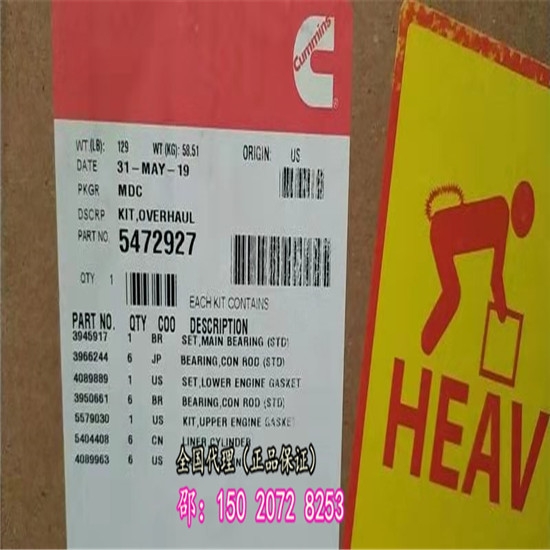 Cummins
WT(LB): 129 WT(KG): 58.51 ORIGIN: US
DATE 31-MAY-19
PKGR MDC
DSCRP KIT,OVERHAUL
PART NO. 5472927
QTY 1
EACH KIT CONTAINS
PART NO. QTY COO DESCRIPTION
3945917 1 BR SET,MAIN BEARING (STD)
3966244 6 JP BEARING,CON ROD (STD)
4089889 1 US SET,LOWER ENGINE GASKET
3950661 6 BR BEARING,CON ROD (STD)
5579030 1 US KIT,UPPER ENGINE GASKET
5404408 6 CN LINER CYLINDER
4089963 6 US
全国代理(正品保证)
邵: 150 2072 8253
HEAV